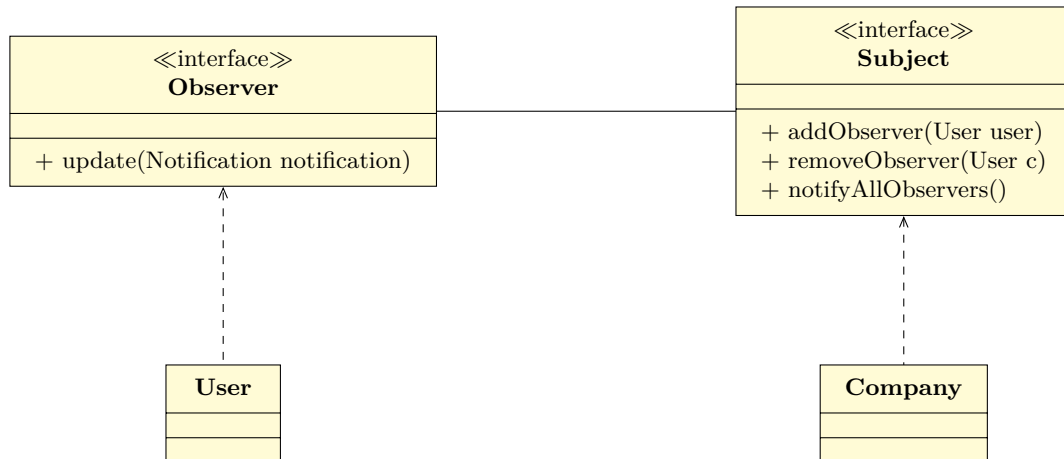 ≪interface≫
Observer
+ update(Notification notification)
≪interface≫
Subject
+ addObserver(User user)
+ removeObserver(User c)
+ notifyAllObservers()
User
Company